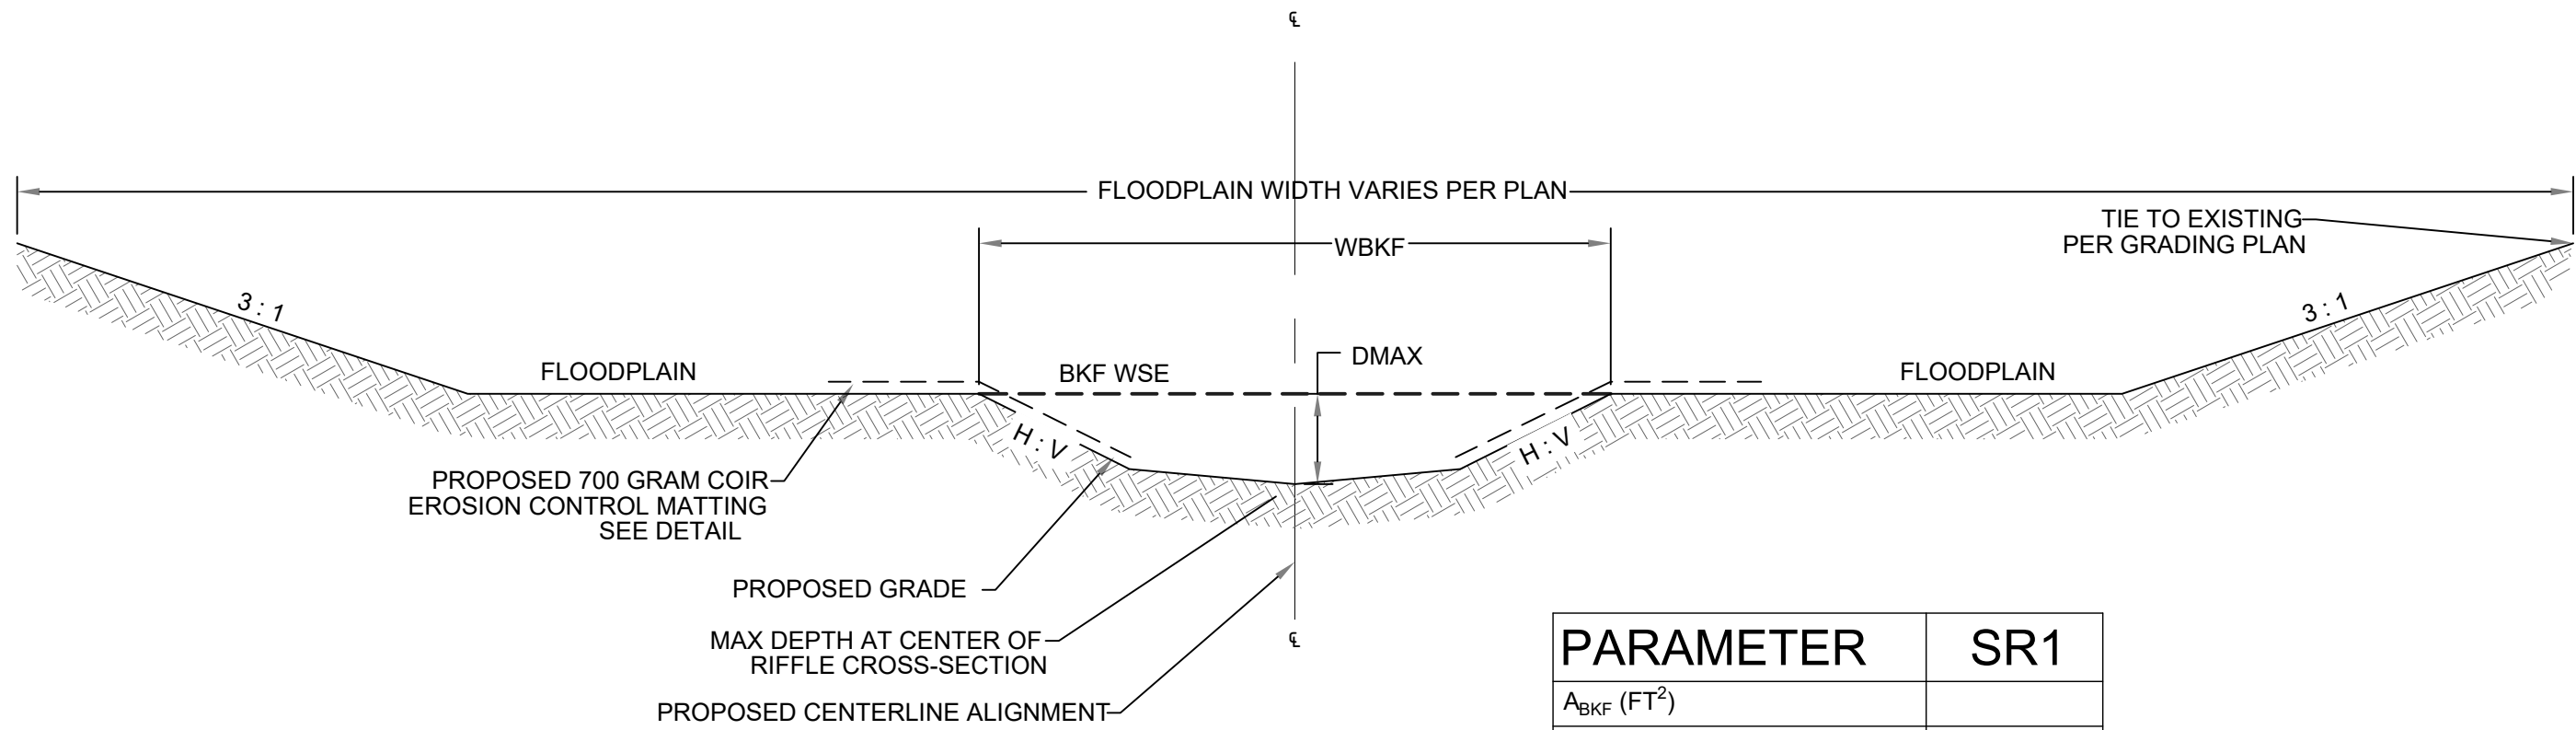 ℄
FLOODPLAIN WIDTH VARIES PER PLAN
TIE TO EXISTING
PER GRADING PLAN
WBKF
3 : 1
3 : 1
DMAX
FLOODPLAIN
BKF WSE
FLOODPLAIN
H : V
H : V
PROPOSED 700 GRAM COIR
EROSION CONTROL MATTING
SEE DETAIL
PROPOSED GRADE
MAX DEPTH AT CENTER OF
RIFFLE CROSS-SECTION
℄
PROPOSED CENTERLINE ALIGNMENT
PARAMETER SR1
A_BKF (FT²)